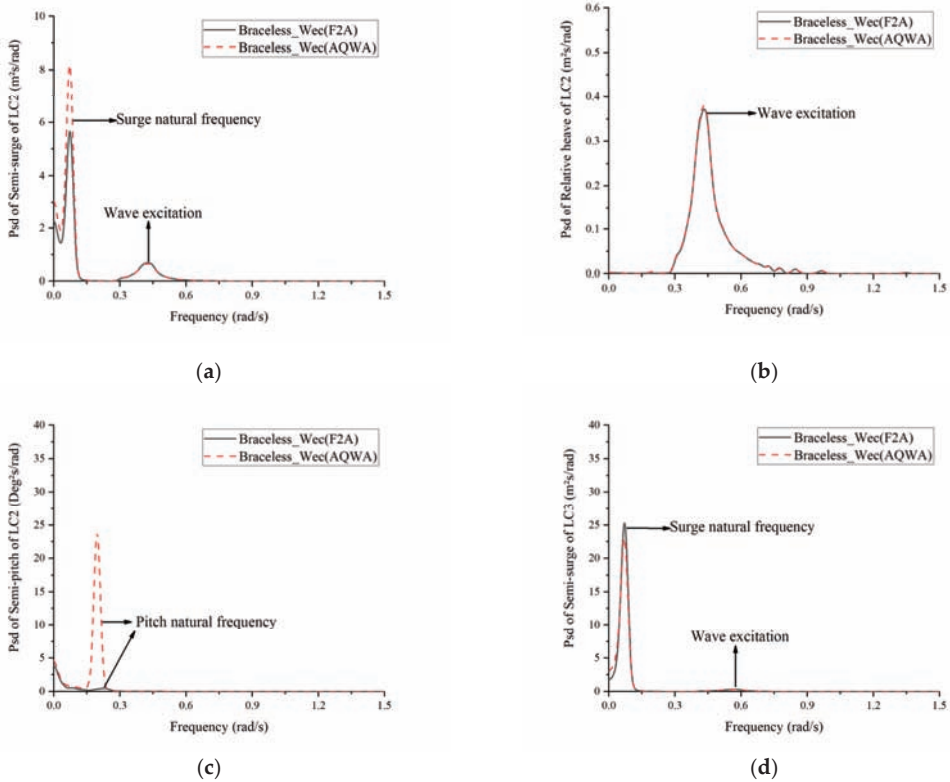 Braceless_Wec(F2A)
Braceless_Wec(AQWA)
Psd of Semi-surge of LC2 (m²s/rad)
10
8
6
4
2
0
Surge natural frequency
Wave excitation
0.0 0.3 0.6 0.9 1.2 1.5
Frequency (rad/s)
(a)
Braceless_Wec(F2A)
Braceless_Wec(AQWA)
Psd of Relative heave of LC2 (m²s/rad)
0.6
0.5
0.4
0.3
0.2
0.1
0.0
Wave excitation
0.0 0.3 0.6 0.9 1.2 1.5
Frequency (rad/s)
(b)
Braceless_Wec(F2A)
Braceless_Wec(AQWA)
Psd of Semi-pitch of LC2 (Deg²s/rad)
40
35
30
25
20
15
10
5
0
Pitch natural frequency
0.0 0.3 0.6 0.9 1.2 1.5
Frequency (rad/s)
(c)
Braceless_Wec(F2A)
Braceless_Wec(AQWA)
Psd of Semi-surge of LC3 (m²s/rad)
40
35
30
25
20
15
10
5
0
Surge natural frequency
Wave excitation
0.0 0.3 0.6 0.9 1.2 1.5
Frequency (rad/s)
(d)